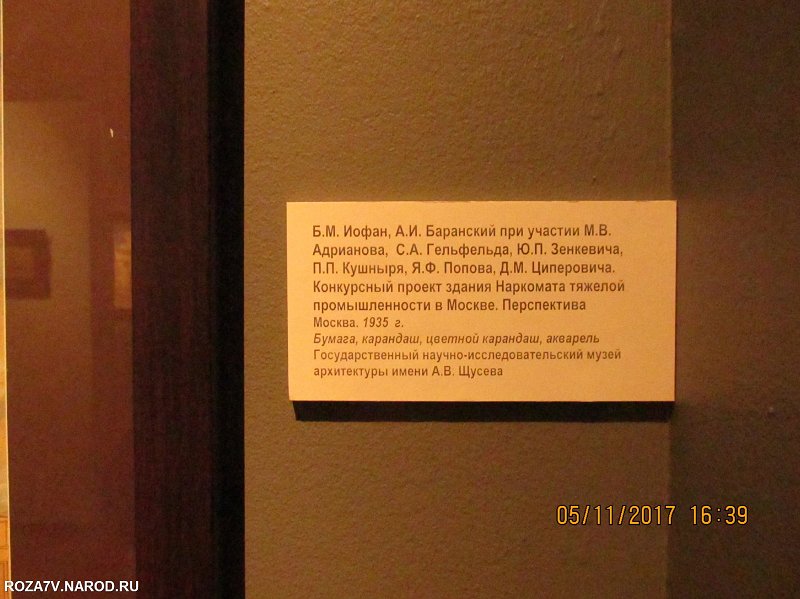 Б.М. Иофан, А.И. Баранский при участии М.В.
Адрианова, С.А. Гельфельда, Ю.П. Зенкевича,
П.П. Кушныря, Я.Ф. Попова, Д.М. Циперовича.
Конкурсный проект здания Наркомата тяжелой
промышленности в Москве. Перспектива
Москва. 1935 г.
Бумага, карандаш, цветной карандаш, акварель
Государственный научно-исследовательский музей
архитектуры имени А.В. Щусева
05/11/2017 16:39
ROZA7V.NAROD.RU